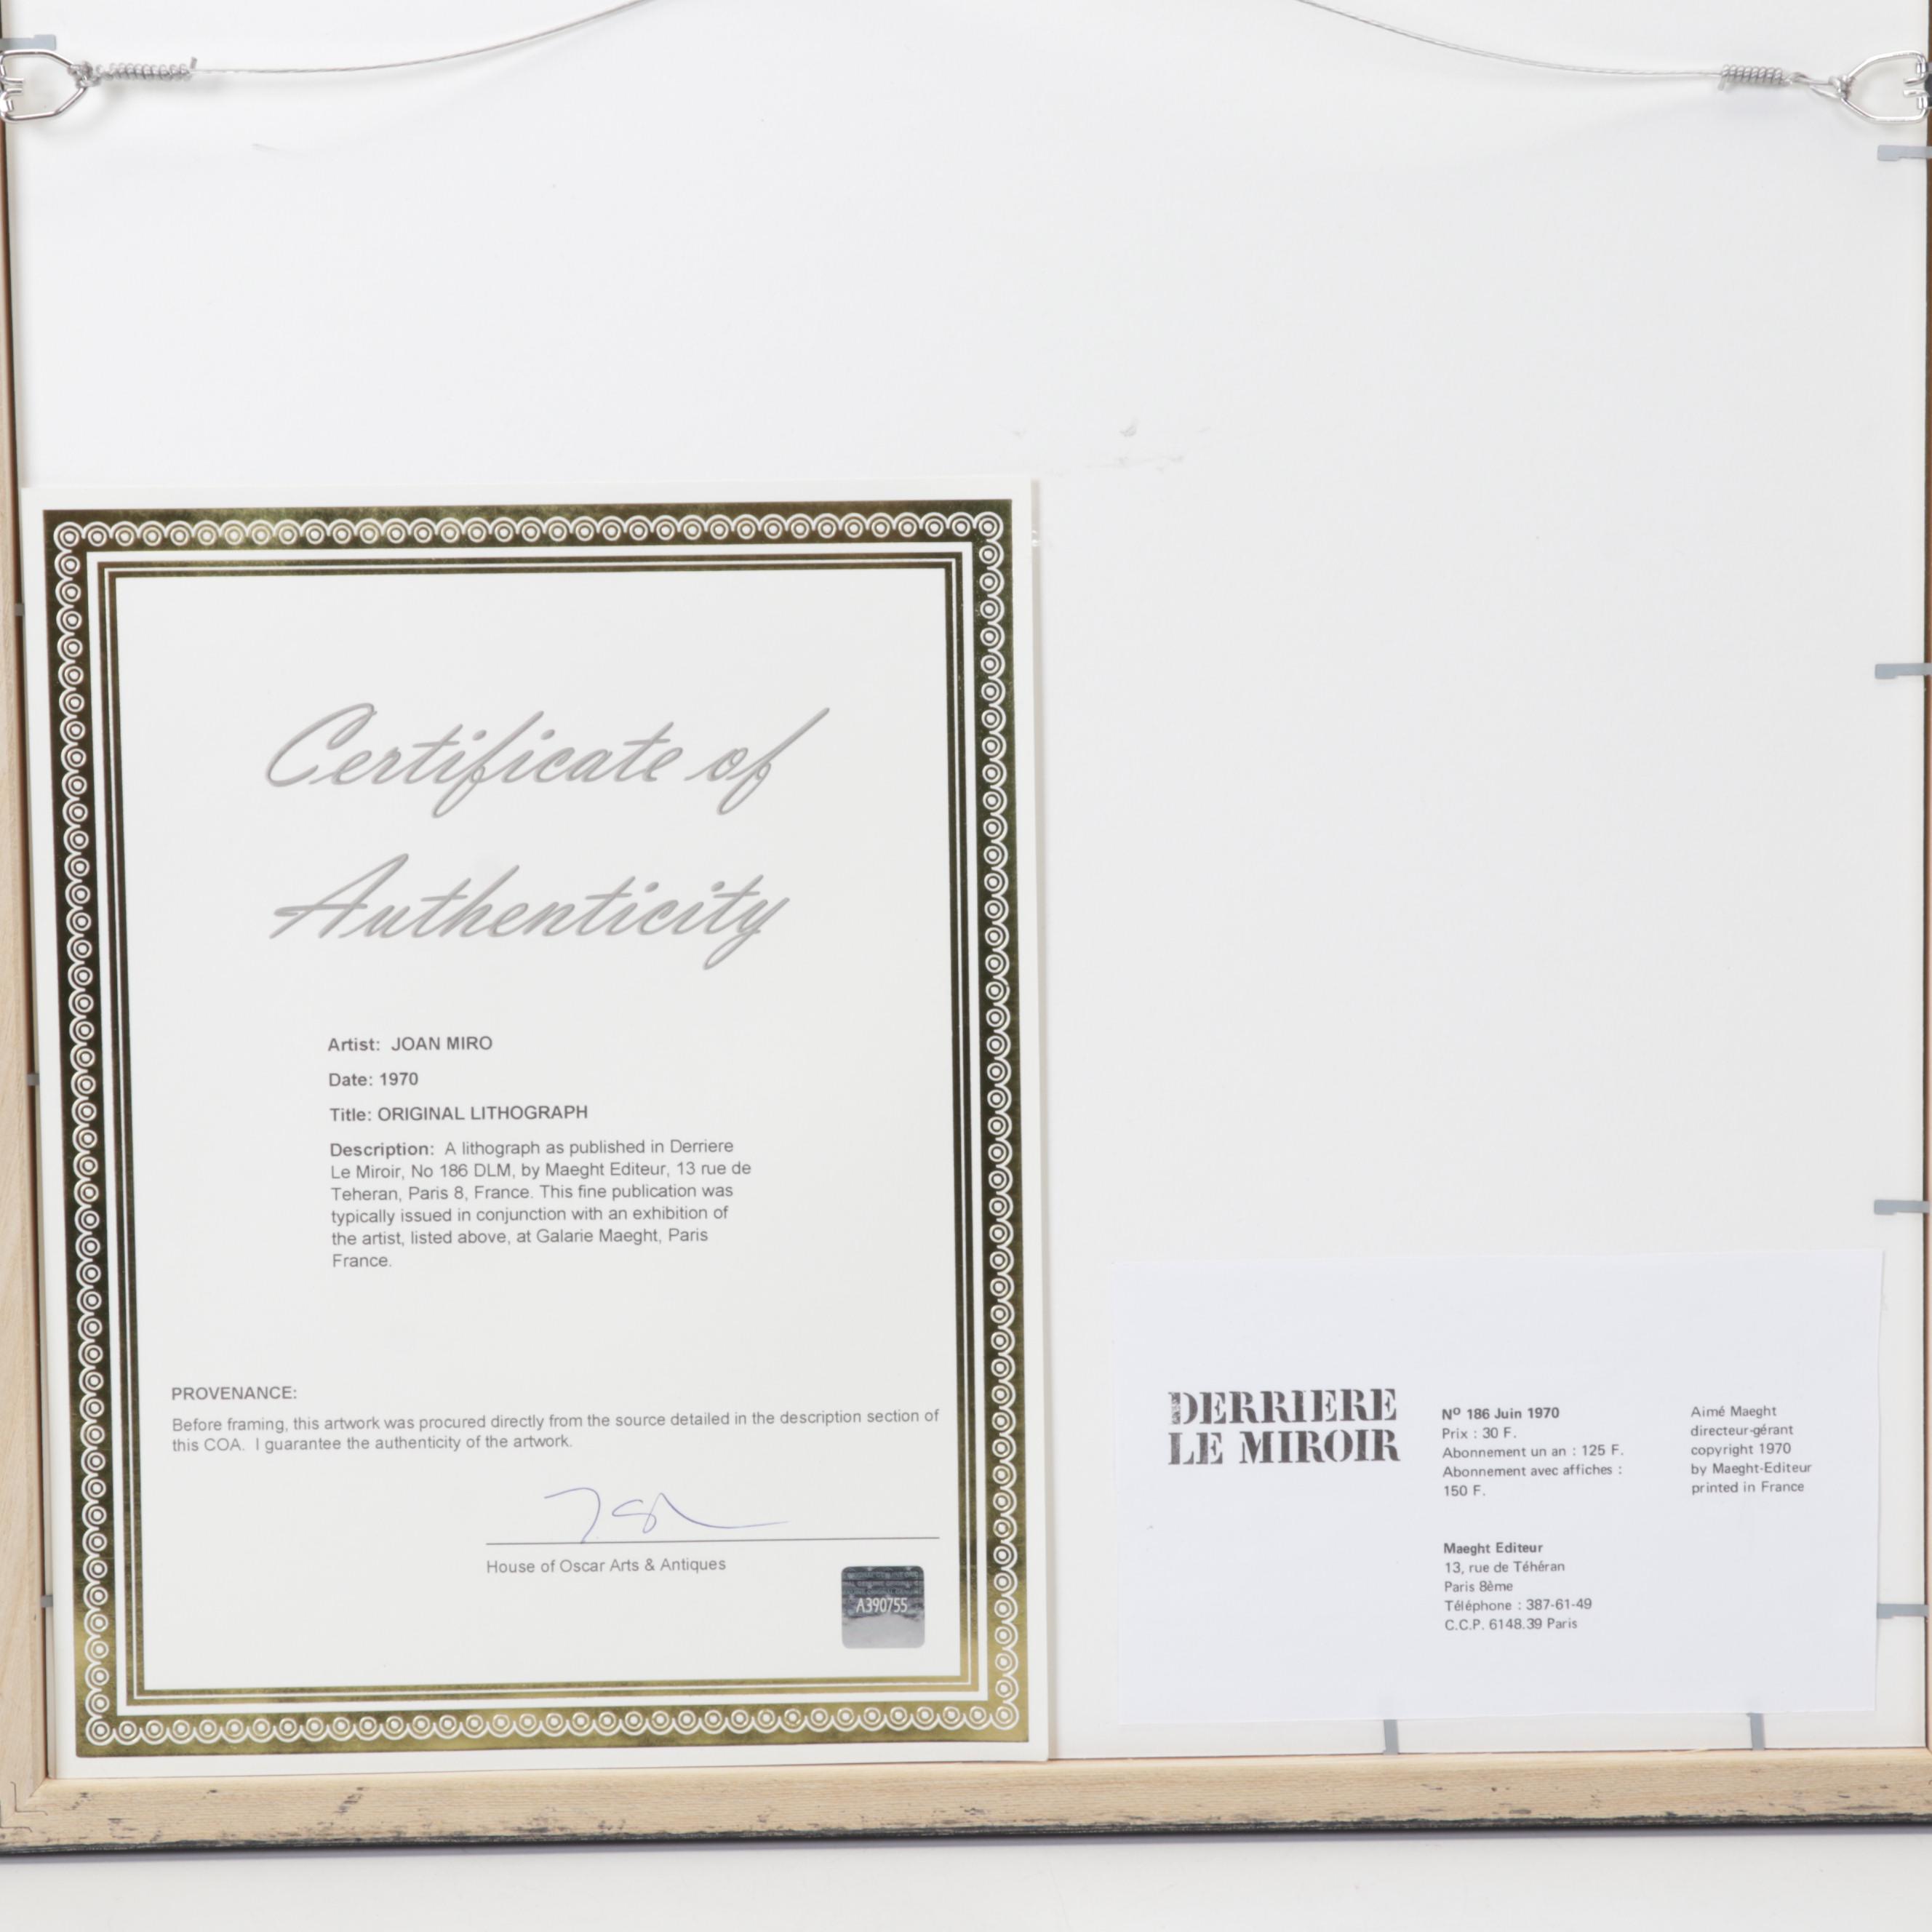 Certificate of
Authenticity
Artist: JOAN MIRO
Date: 1970
Title: ORIGINAL LITHOGRAPH
Description: A lithograph as published in Derriere
Le Miroir, No 186 DLM, by Maeght Editeur, 13 rue de
Teheran, Paris 8, France. This fine publication was
typically issued in conjunction with an exhibition of
the artist, listed above, at Galarie Maeght, Paris
France.
PROVENANCE:
Before framing, this artwork was procured directly from the source detailed in the description section of
this COA. I guarantee the authenticity of the artwork.
House of Oscar Arts & Antiques
A390755
DERRIERE
LE MIROIR
Nº 186 Juin 1970
Prix : 30 F.
Abonnement un an : 125 F.
Abonnement avec affiches :
150 F.
Maeght Editeur
13, rue de Téhéran
Paris 8ème
Téléphone : 387-61-49
C.C.P. 6148.39 Paris
Aimé Maeght
directeur-gérant
copyright 1970
by Maeght-Editeur
printed in France